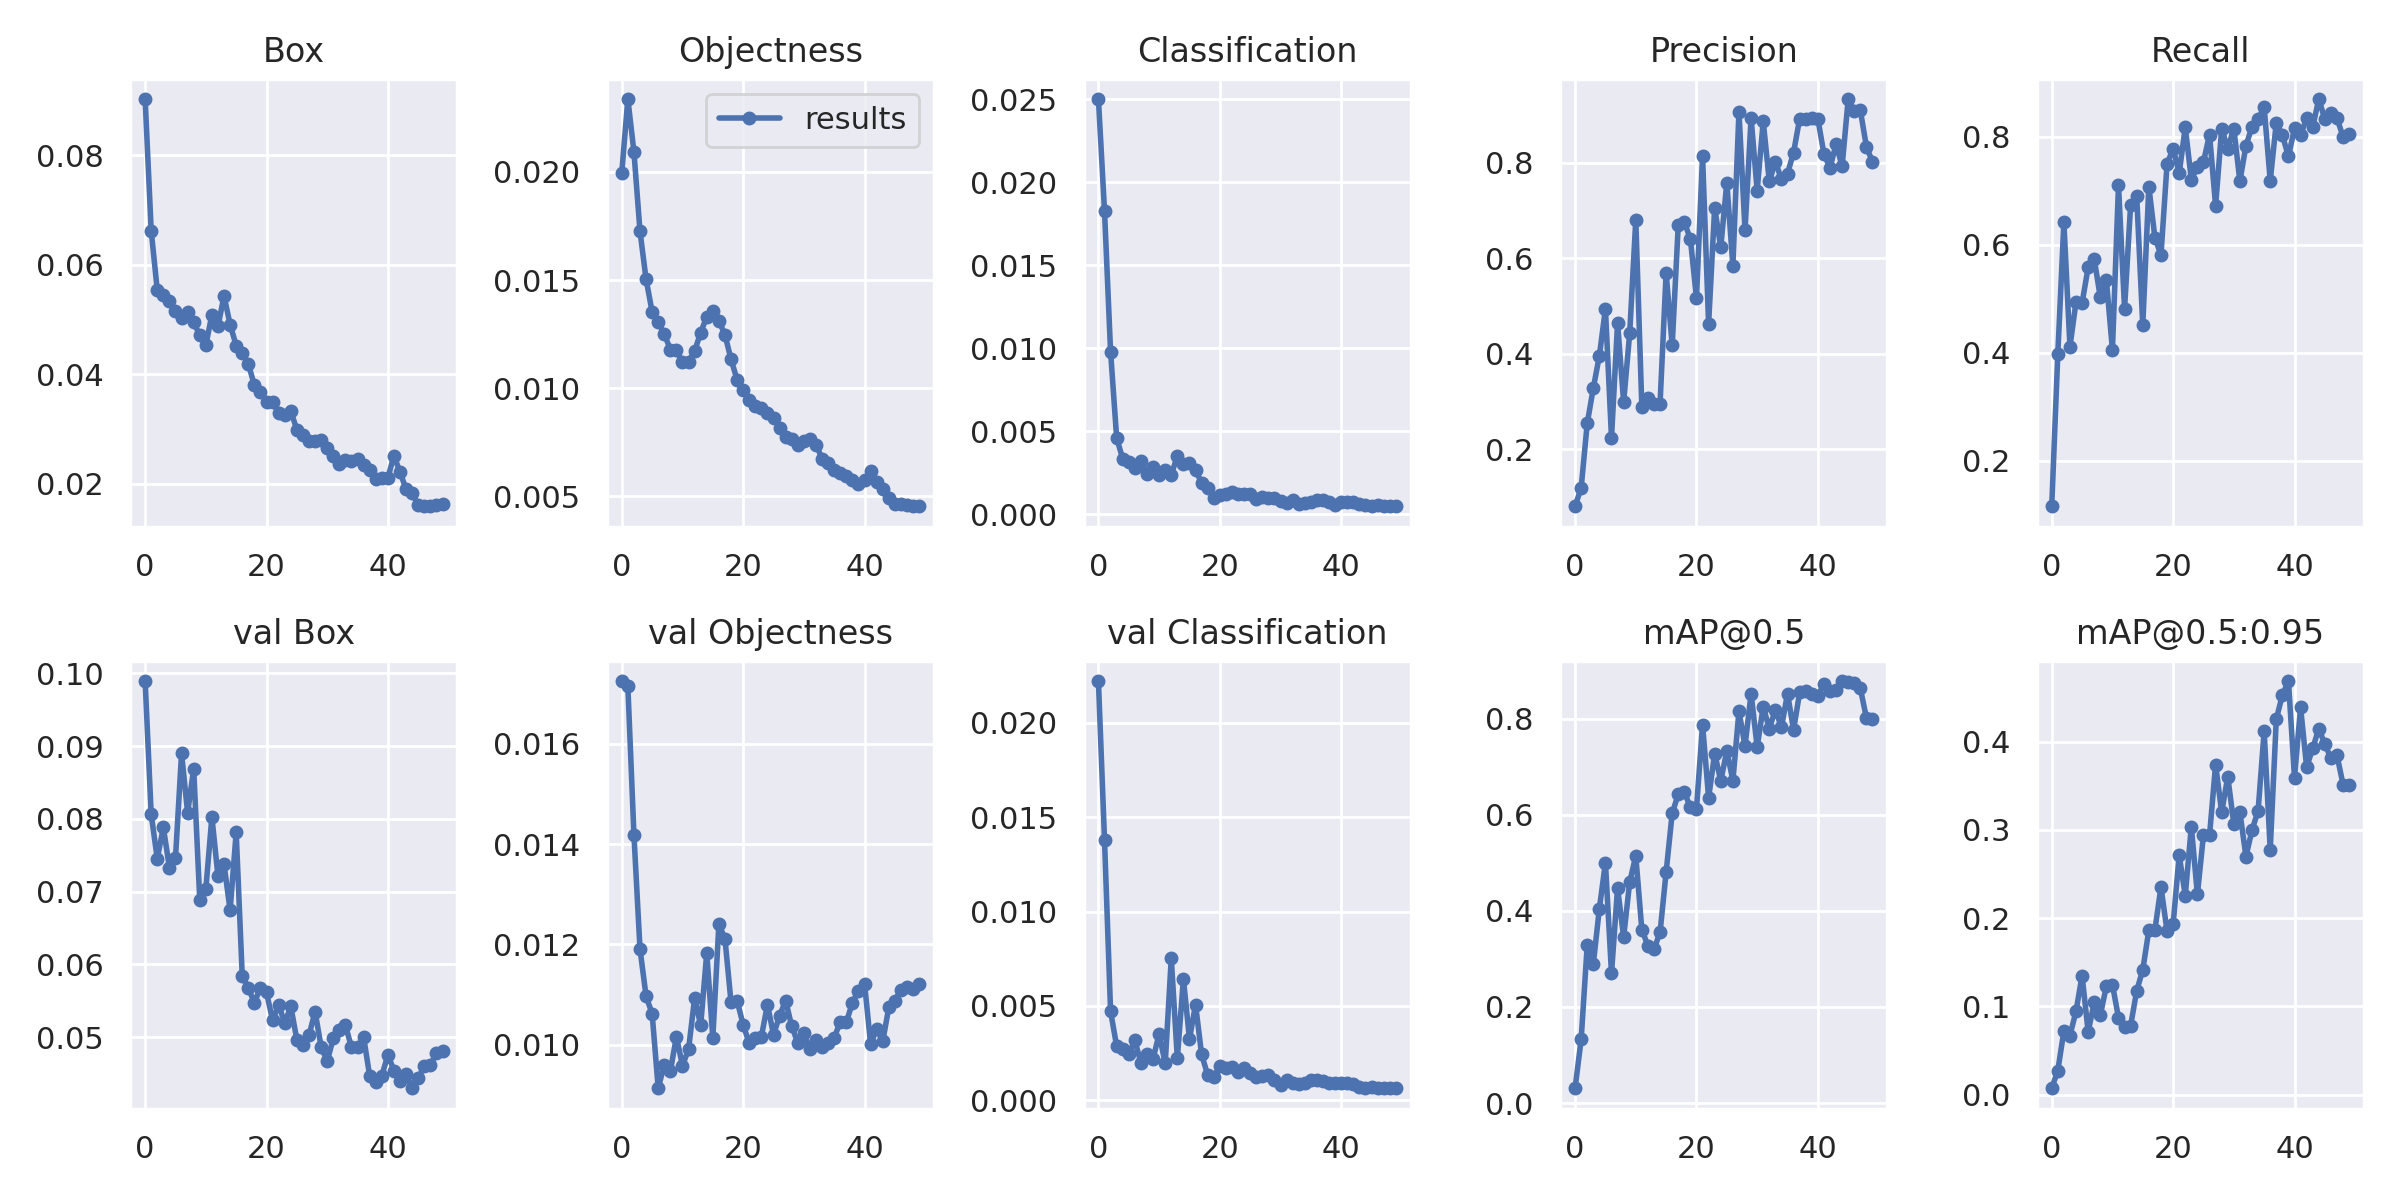 Box
Objectness
Classification
Precision
Recall
0.08
0.06
0.04
0.02
0 20 40
results
0.020
0.015
0.010
0.005
0 20 40
0.025
0.020
0.015
0.010
0.005
0.000
0 20 40
0.8
0.6
0.4
0.2
0 20 40
0.8
0.6
0.4
0.2
0 20 40
val Box
val Objectness
val Classification
mAP@0.5
mAP@0.5:0.95
0.10
0.09
0.08
0.07
0.06
0.05
0 20 40
0.016
0.014
0.012
0.010
0 20 40
0.020
0.015
0.010
0.005
0.000
0 20 40
0.8
0.6
0.4
0.2
0.0
0 20 40
0.4
0.3
0.2
0.1
0.0
0 20 40